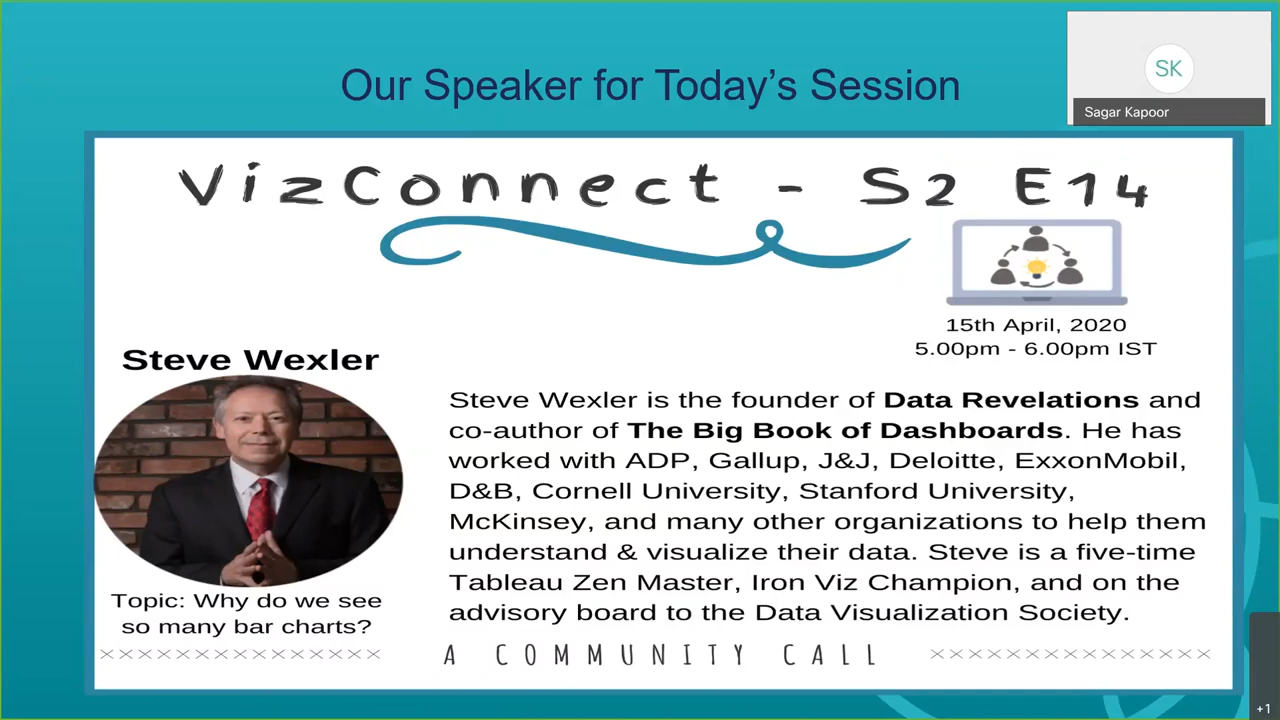 Our Speaker for Today's Session
SK
Sagar Kapoor
VizConnect - S2 E14
15th April, 2020
5.00pm - 6.00pm IST
Steve Wexler
Topic: Why do we see
so many bar charts?
Steve Wexler is the founder of Data Revelations and
co-author of The Big Book of Dashboards. He has
worked with ADP, Gallup, J&J, Deloitte, ExxonMobil,
D&B, Cornell University, Stanford University,
McKinsey, and many other organizations to help them
understand & visualize their data. Steve is a five-time
Tableau Zen Master, Iron Viz Champion, and on the
advisory board to the Data Visualization Society.
A COMMUNITY CALL
+1